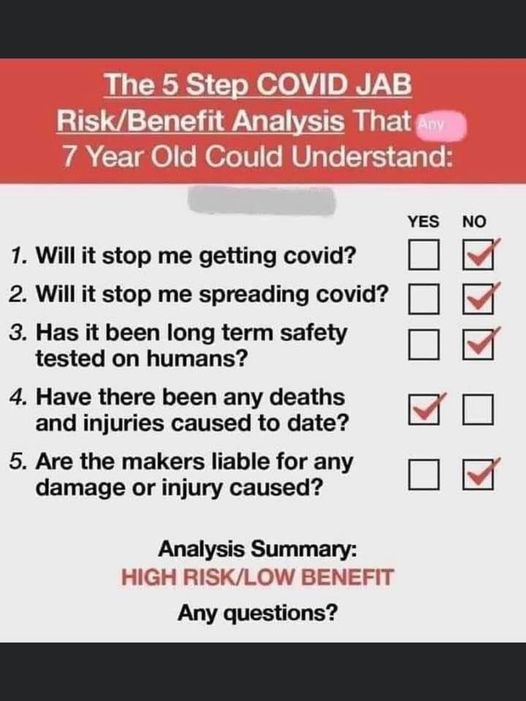 The 5 Step COVID JAB
Risk/Benefit Analysis That Any
7 Year Old Could Understand:
YES NO
1. Will it stop me getting covid?
2. Will it stop me spreading covid?
3. Has it been long term safety
tested on humans?
4. Have there been any deaths
and injuries caused to date?
5. Are the makers liable for any
damage or injury caused?
Analysis Summary:
HIGH RISK/LOW BENEFIT
Any questions?